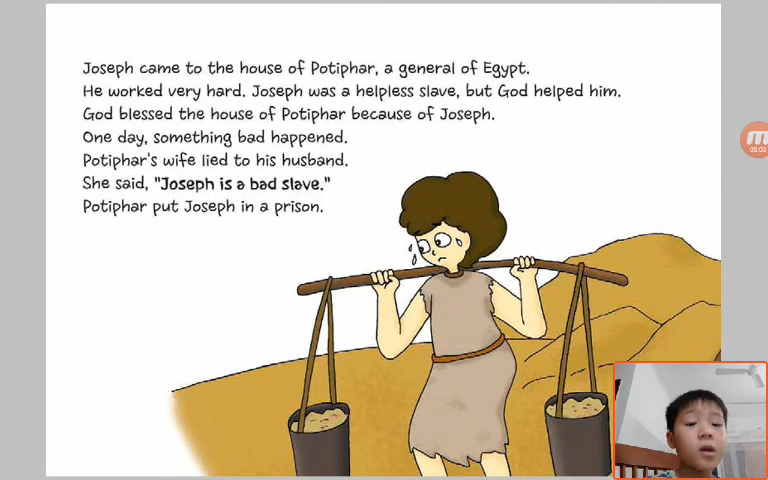 Joseph came to the house of Potiphar, a general of Egypt.
He worked very hard. Joseph was a helpless slave, but God helped him.
God blessed the house of Potiphar because of Joseph.
One day, something bad happened.
Potiphar's wife lied to his husband.
She said, "Joseph is a bad slave."
Potiphar put Joseph in a prison.
05:03